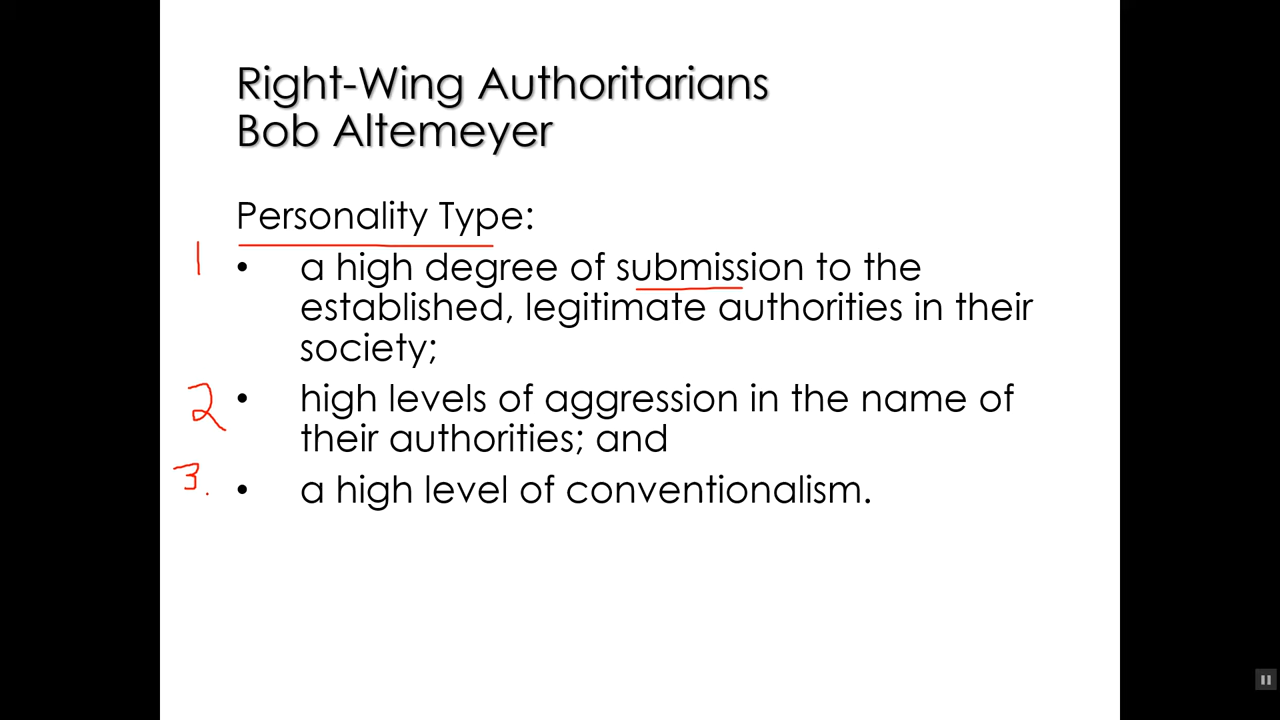 Right-Wing Authoritarians
Bob Altemeyer
Personality Type:
1 • a high degree of submission to the
established, legitimate authorities in their
society;
2 • high levels of aggression in the name of
their authorities; and
3. • a high level of conventionalism.